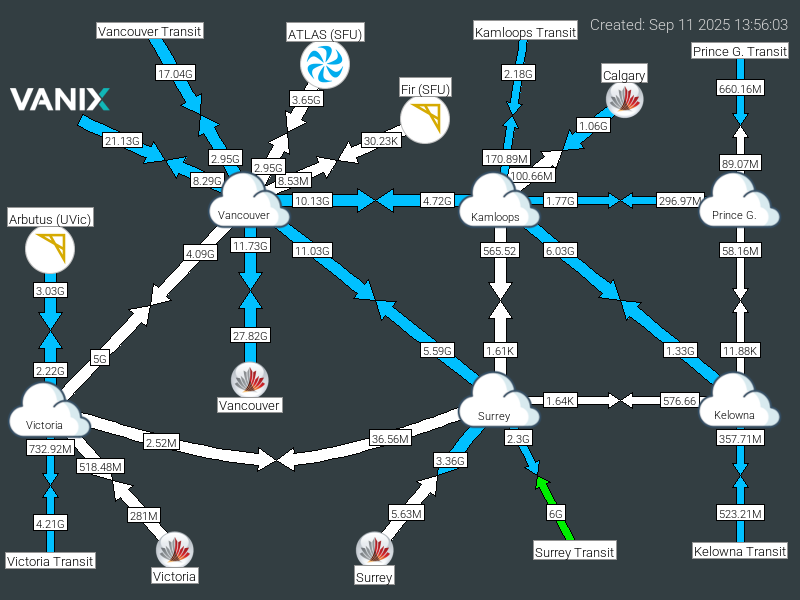 Created: Sep 11 2025 13:56:03
Vancouver Transit
ATLAS (SFU)
Kamloops Transit
Prince G. Transit
17.04G
2.18G
Calgary
660.16M
VANIX
3.65G
Fir (SFU)
1.06G
21.13G
30.23K
2.95G
2.95G
170.89M
89.07M
8.29G
8.53M
100.66M
10.13G
4.72G
1.77G
296.97M
Arbutus (UVic)
Vancouver
Kamloops
Prince G.
4.09G
11.73G
11.03G
565.52
6.03G
58.16M
3.03G
27.82G
5G
5.59G
1.61K
1.33G
11.88K
2.22G
Vancouver
1.64K
576.66
Victoria
Surrey
Kelowna
732.92M
2.52M
36.56M
2.3G
357.71M
518.48M
3.36G
4.21G
281M
5.63M
6G
523.21M
Victoria Transit
Victoria
Surrey
Surrey Transit
Kelowna Transit